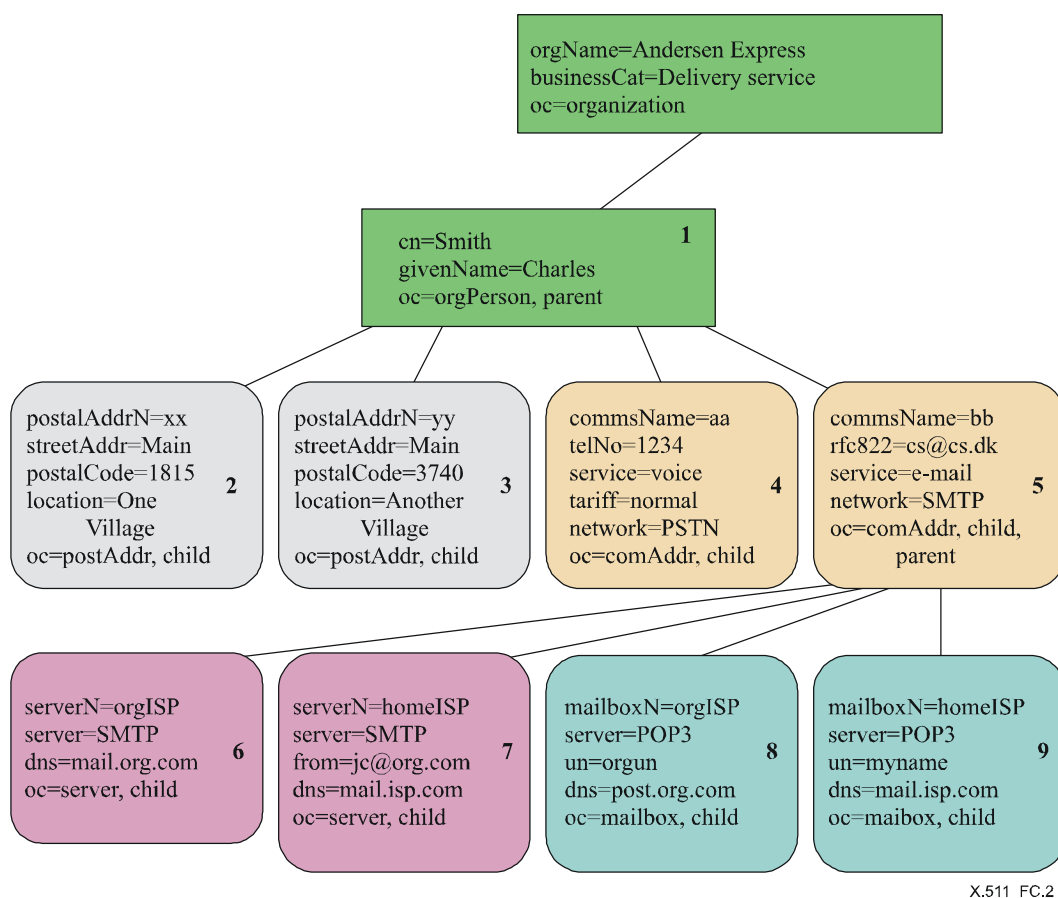 orgName=Andersen Express
businessCat=Delivery service
oc=organization
1
cn=Smith
givenName=Charles
oc=orgPerson, parent
postalAddrN=xx
streetAddr=Main
postalCode=1815
2
location=One
Village
oc=postAddr, child
postalAddrN=yy
streetAddr=Main
postalCode=3740
3
location=Another
Village
oc=postAddr, child
commsName=aa
telNo=1234
service=voice
4
tariff=normal
network=PSTN
oc=comAddr, child
commsName=bb
rfc822=cs@cs.dk
service=e-mail
5
network=SMTP
oc=comAddr, child,
parent
serverN=orgISP
server=SMTP
6
dns=mail.org.com
oc=server, child
serverN=homeISP
server=SMTP
7
from=jc@org.com
dns=mail.isp.com
oc=server, child
mailboxN=orgISP
server=POP3
8
un=orgun
dns=post.org.com
oc=mailbox, child
mailboxN=homeISP
server=POP3
9
un=myname
dns=mail.isp.com
oc=maibox, child
X.511_FC.2